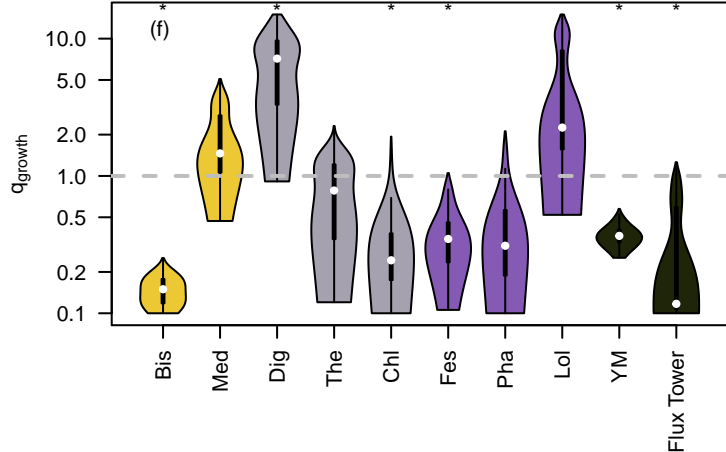 * * * * * *
(f)
10.0
5.0
2.0
1.0
0.5
0.2
0.1
qgrowth
Bis
Med
Dig
The
Chl
Fes
Pha
Lol
YM
Flux Tower